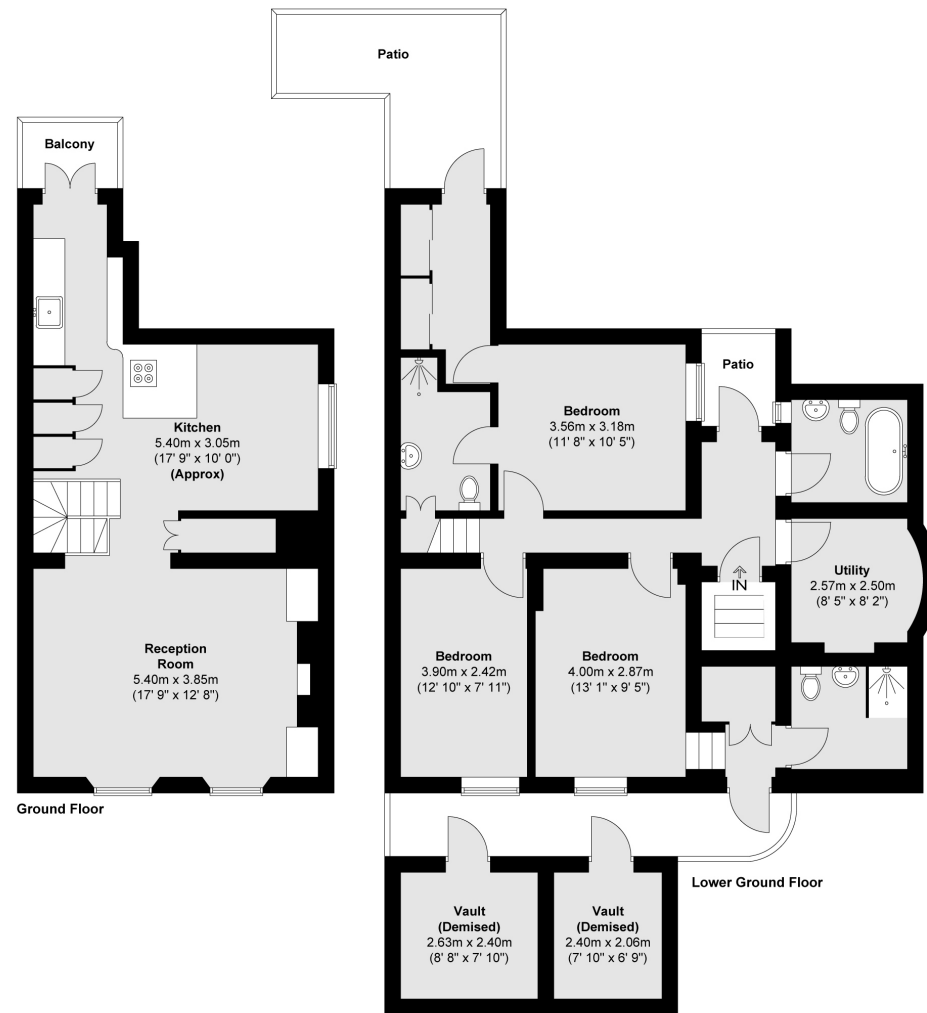 Patio
Balcony
Kitchen
5.40m x 3.05m
(17' 9" x 10' 0")
(Approx)
Reception
Room
5.40m x 3.85m
(17' 9" x 12' 8")
Ground Floor
Bedroom
3.56m x 3.18m
(11' 8" x 10' 5")
Patio
IN
Utility
2.57m x 2.50m
(8' 5" x 8' 2")
Bedroom
3.90m x 2.42m
(12' 10" x 7' 11")
Bedroom
4.00m x 2.87m
(13' 1" x 9' 5")
Lower Ground Floor
Vault
(Demised)
2.63m x 2.40m
(8' 8" x 7' 10")
Vault
(Demised)
2.40m x 2.06m
(7' 10" x 6' 9")